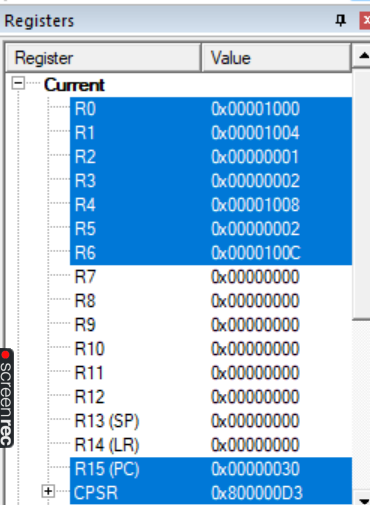 Registers
Register Value
Current
R0 0x00001000
R1 0x00001004
R2 0x00000001
R3 0x00000002
R4 0x00001008
R5 0x00000002
R6 0x0000100C
R7 0x00000000
R8 0x00000000
R9 0x00000000
R10 0x00000000
R11 0x00000000
R12 0x00000000
R13 (SP) 0x00000000
R14 (LR) 0x00000000
R15 (PC) 0x00000030
CPSR 0x800000D3
screenrec